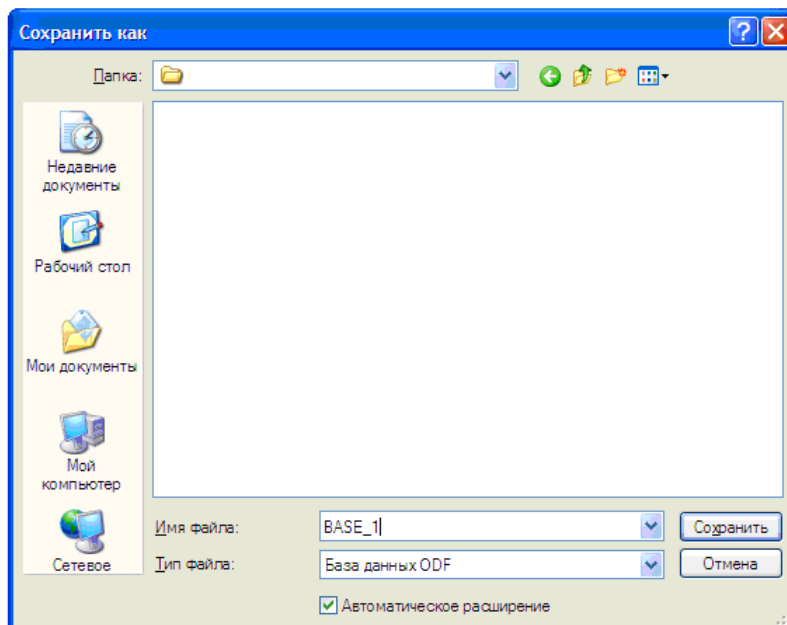 Сохранить как
Папка:
Недавние
документы
Рабочий стол
Мои документы
Мой
компьютер
Сетевое
Имя файла:
BASE_1
Сохранить
Тип файла:
База данных ODF
Отмена
Автоматическое расширение